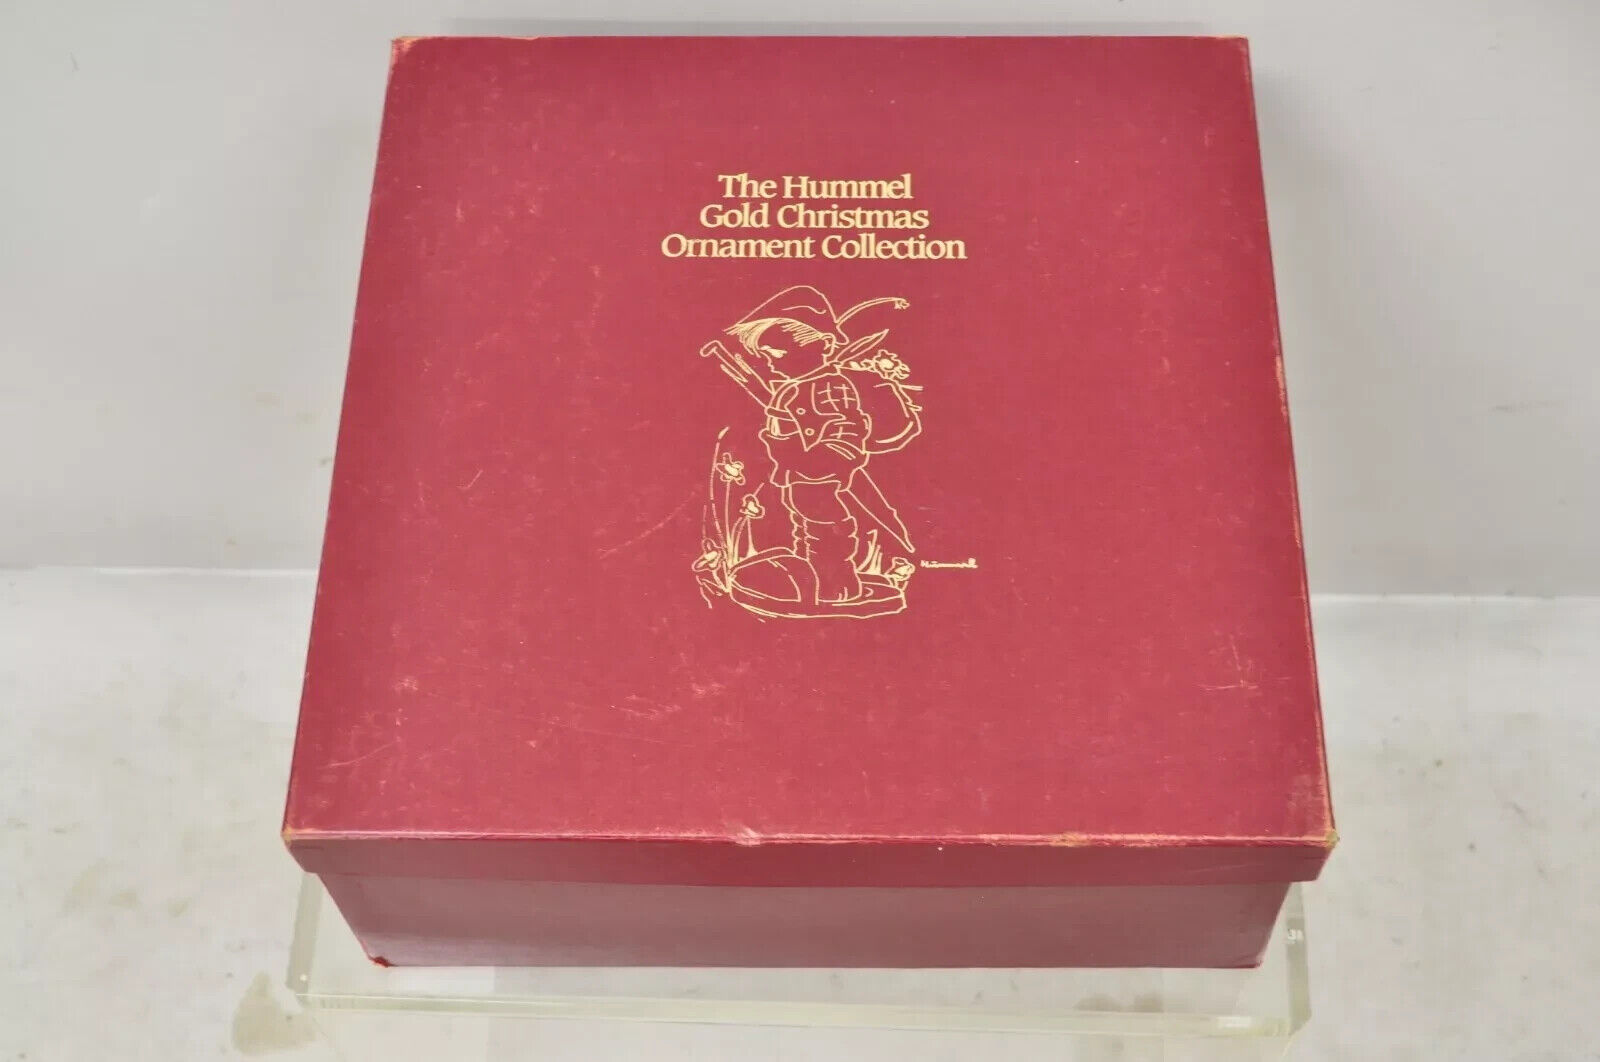 The Hummel
Gold Christmas
Ornament Collection
Hummel